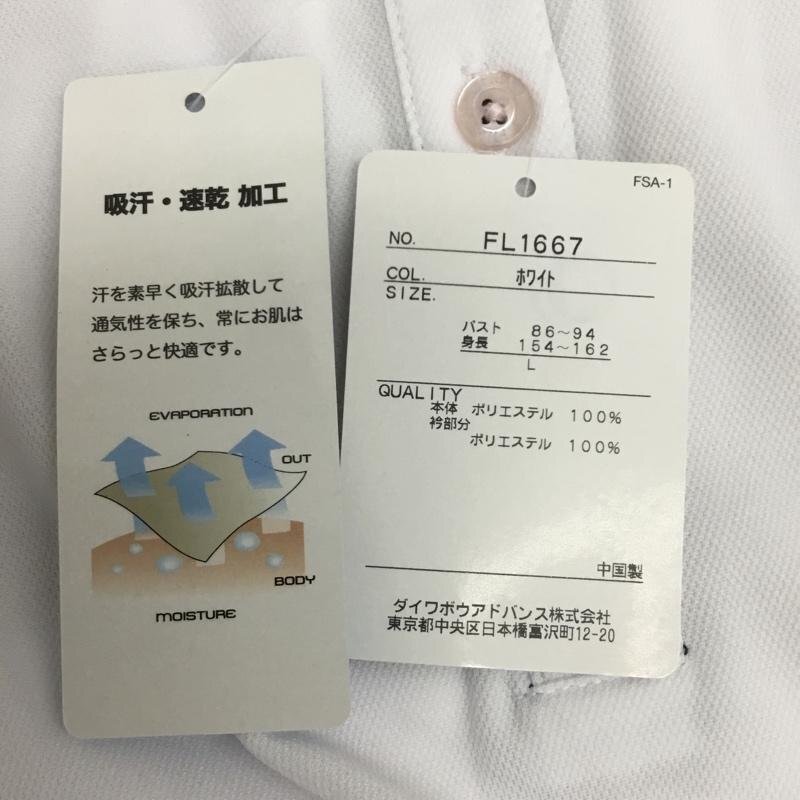 吸汗・速乾 加工
汗を素早く吸汗拡散して
通気性を保ち、常にお肌は
さらっと快適です。
EVAPORATION
OUT
BODY
MOISTURE
FSA-1
NO. FL1667
COL. ホワイト
SIZE.
バスト 86～94
身長 154～162
L
QUALITY
本体 ポリエステル 100%
衿部分
ポリエステル 100%
中国製
ダイワボウアドバンス株式会社
東京都中央区日本橋富沢町12-20